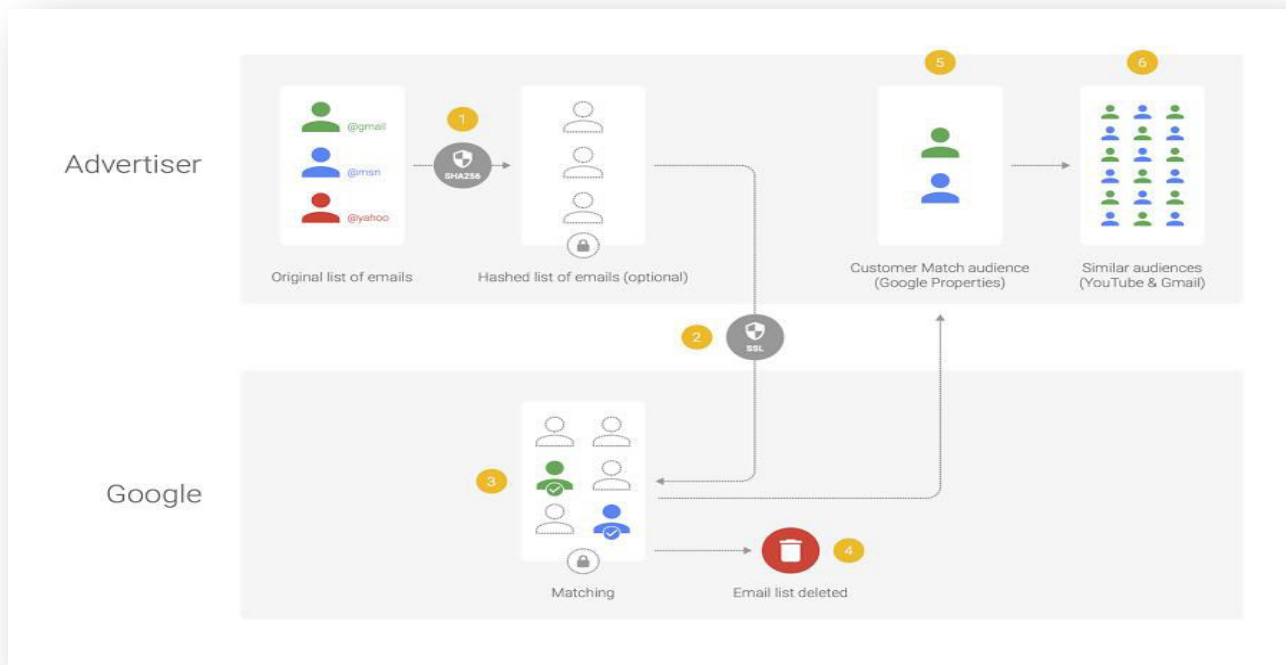 5
6
1
@gmail
@msn
SHA256
@yahoo
Advertiser
Original list of emails
Hashed list of emails (optional)
Customer Match audience
(Google Properties)
Similar audiences
(YouTube & Gmail)
2
SSL
3
Google
4
Matching
Email list deleted